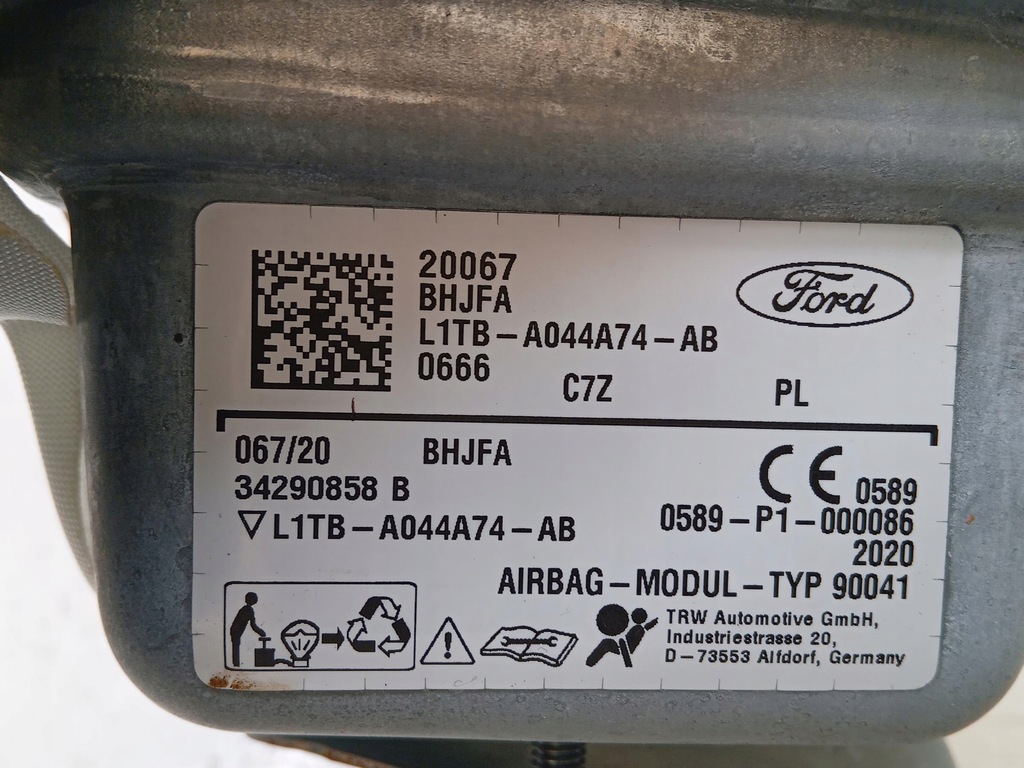 20067
BHJFA
L1TB-A044A74-AB
0666
C7Z
PL
Ford
067/20 BHJFA
34290858 B
▽L1TB-A044A74-AB
CE 0589
0589-P1-000086
2020
AIRBAG-MODUL-TYP 90041
TRW Automotive GmbH,
Industriestrasse 20,
D-73553 Alfdorf, Germany